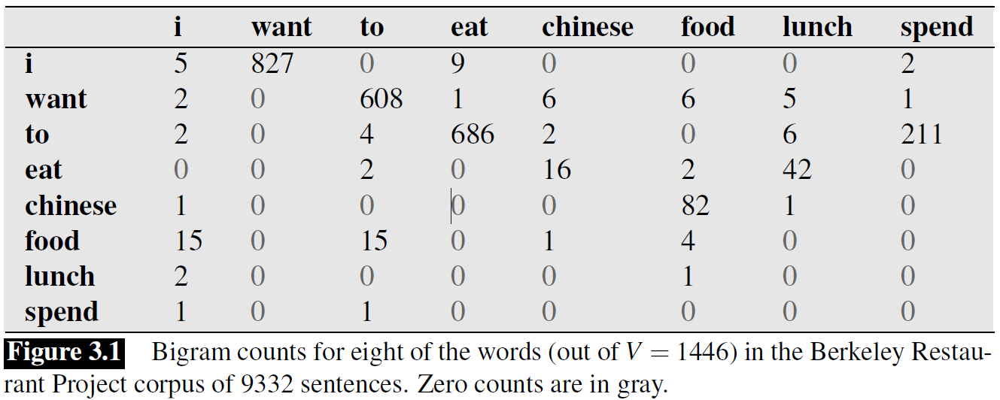 i want to eat chinese food lunch spend
i 5 827 0 9 0 0 0 2
want 2 0 608 1 6 6 5 1
to 2 0 4 686 2 0 6 211
eat 0 0 2 0 16 2 42 0
chinese 1 0 0 0 0 82 1 0
food 15 0 15 0 1 4 0 0
lunch 2 0 0 0 0 1 0 0
spend 1 0 1 0 0 0 0 0
Figure 3.1 Bigram counts for eight of the words (out of V = 1446) in the Berkeley Restau-
rant Project corpus of 9332 sentences. Zero counts are in gray.